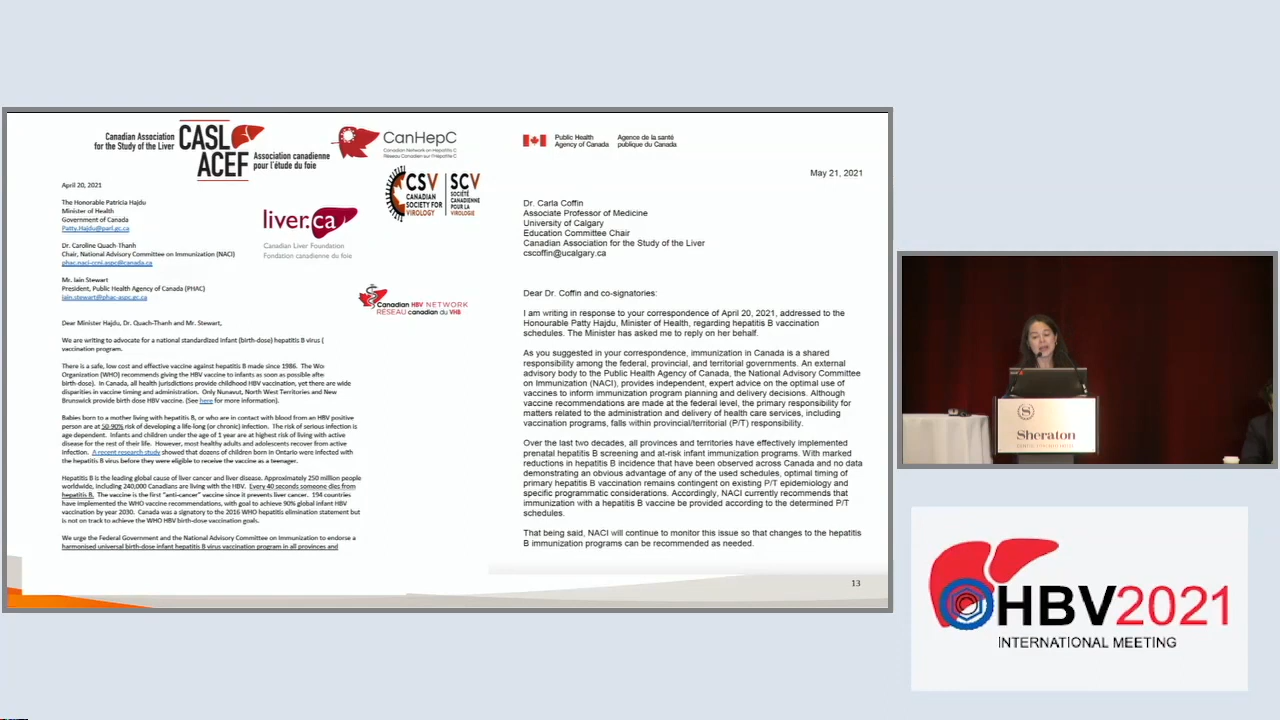 Canadian Association
for the Study of the Liver
CASL
ACEF
Association canadienne
pour l'étude du foie
CanHepC
Canadian Network on Hepatitis C
Réseau Canadien sur l'Hépatite C
CSV
CANADIAN
SOCIETY FOR
VIROLOGY
SCV
SOCIÉTÉ
CANADIENNE
POUR LA
VIROLOGIE
liver.ca
Canadian Liver Foundation
Fondation canadienne du foie
Canadian HBV NETWORK
RÉSEAU canadien du VHB
April 20, 2021
The Honorable Patricia Hajdu
Minister of Health
Government of Canada
Patty.Hajdu@parl.gc.ca
Dr. Caroline Quach-Thanh
Chair, National Advisory Committee on Immunization (NACI)
phac.naci-ccni.aspc@canada.ca
Mr. Iain Stewart
President, Public Health Agency of Canada (PHAC)
iain.stewart@phac-aspc.gc.ca
Dear Minister Hajdu, Dr. Quach-Thanh and Mr. Stewart,
We are writing to advocate for a national standardized infant (birth-dose) hepatitis B virus (
vaccination program.
There is a safe, low cost and effective vaccine against hepatitis B made since 1986. The Wo
Organization (WHO) recommends giving the HBV vaccine to infants as soon as possible afte
birth-dose). In Canada, all health jurisdictions provide childhood HBV vaccination, yet there are wide
disparities in vaccine timing and administration. Only Nunavut, North West Territories and New
Brunswick provide birth dose HBV vaccine. (See here for more information).
Babies born to a mother living with hepatitis B, or who are in contact with blood from an HBV positive
person are at 50-90% risk of developing a life-long (or chronic) infection. The risk of serious infection is
age dependent. Infants and children under the age of 1 year are at highest risk of living with active
disease for the rest of their life. However, most healthy adults and adolescents recover from active
infection. A recent research study showed that dozens of children born in Ontario were infected with
the hepatitis B virus before they were eligible to receive the vaccine as a teenager.
Hepatitis B is the leading global cause of liver cancer and liver disease. Approximately 250 million people
worldwide, including 240,000 Canadians are living with the HBV. Every 40 seconds someone dies from
hepatitis B. The vaccine is the first "anti-cancer" vaccine since it prevents liver cancer. 194 countries
have implemented the WHO vaccine recommendations, with goal to achieve 90% global infant HBV
vaccination by year 2030. Canada was a signatory to the 2016 WHO hepatitis elimination statement but
is not on track to achieve the WHO HBV birth-dose vaccination goals.
We urge the Federal Government and the National Advisory Committee on Immunization to endorse a
harmonised universal birth-dose infant hepatitis B virus vaccination program in all provinces and
Public Health
Agency of Canada
Agence de la santé
publique du Canada
May 21, 2021
Dr. Carla Coffin
Associate Professor of Medicine
University of Calgary
Education Committee Chair
Canadian Association for the Study of the Liver
cscoffin@ucalgary.ca
Dear Dr. Coffin and co-signatories:
I am writing in response to your correspondence of April 20, 2021, addressed to the
Honourable Patty Hajdu, Minister of Health, regarding hepatitis B vaccination
schedules. The Minister has asked me to reply on her behalf.
As you suggested in your correspondence, immunization in Canada is a shared
responsibility among the federal, provincial, and territorial governments. An external
advisory body to the Public Health Agency of Canada, the National Advisory Committee
on Immunization (NACI), provides independent, expert advice on the optimal use of
vaccines to inform immunization program planning and delivery decisions. Although
vaccine recommendations are made at the federal level, the primary responsibility for
matters related to the administration and delivery of health care services, including
vaccination programs, falls within provincial/territorial (P/T) responsibility.
Over the last two decades, all provinces and territories have effectively implemented
prenatal hepatitis B screening and at-risk infant immunization programs. With marked
reductions in hepatitis B incidence that have been observed across Canada and no data
demonstrating an obvious advantage of any of the used schedules, optimal timing of
primary hepatitis B vaccination remains contingent on existing P/T epidemiology and
specific programmatic considerations. Accordingly, NACI currently recommends that
immunization with a hepatitis B vaccine be provided according to the determined P/T
schedules.
That being said, NACI will continue to monitor this issue so that changes to the hepatitis
B immunization programs can be recommended as needed.
13
Sheraton
HBV2021
INTERNATIONAL MEETING